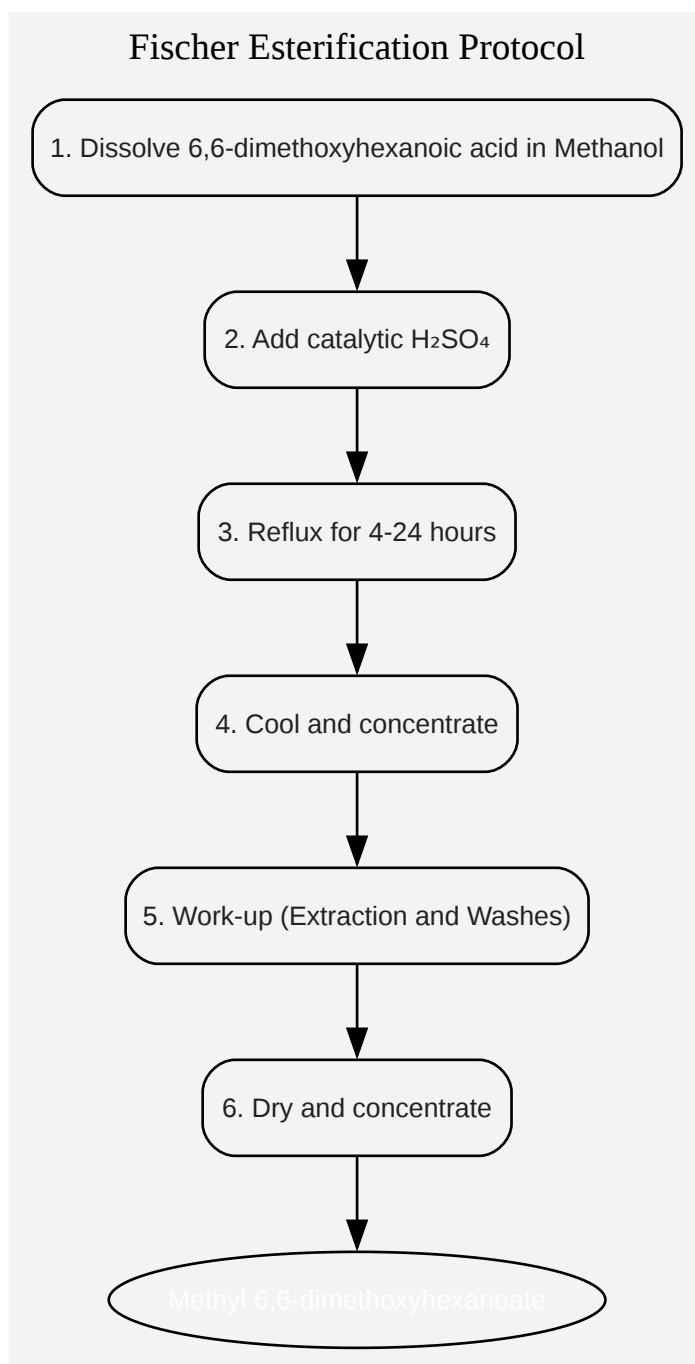 Fischer Esterification Protocol
1. Dissolve 6,6-dimethoxyhexanoic acid in Methanol
2. Add catalytic H₂SO₄
3. Reflux for 4-24 hours
4. Cool and concentrate
5. Work-up (Extraction and Washes)
6. Dry and concentrate
Methyl 6,6-dimethoxyhexanoate